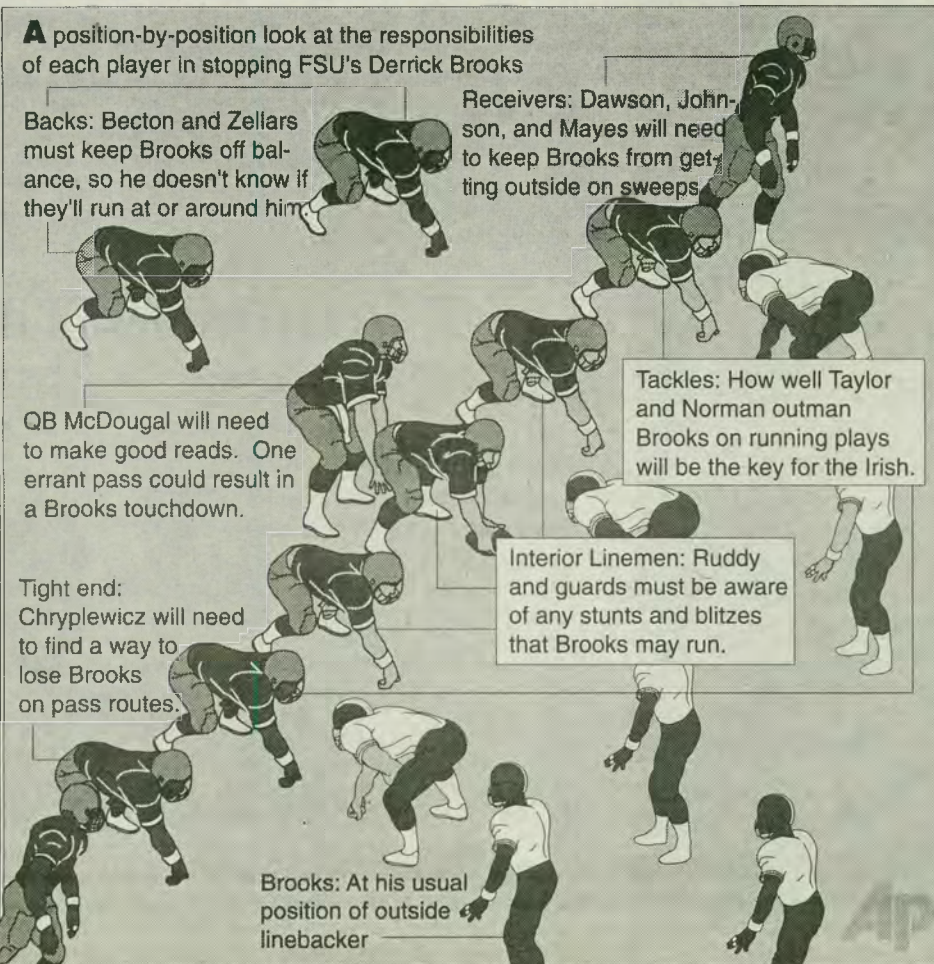 A position-by-position look at the responsibilities
of each player in stopping FSU's Derrick Brooks
Backs: Becton and Zellars
must keep Brooks off bal-
ance, so he doesn't know if
they'll run at or around him.
Receivers: Dawson, John-
son, and Mayes will need
to keep Brooks from get-
ting outside on sweeps.
Tackles: How well Taylor
and Norman outman
Brooks on running plays
will be the key for the Irish.
QB McDougal will need
to make good reads. One
errant pass could result in
a Brooks touchdown.
Interior Linemen: Ruddy
and guards must be aware
of any stunts and blitzes
that Brooks may run.
Tight end:
Chryplewicz will need
to find a way to
lose Brooks
on pass routes.
Brooks: At his usual
position of outside
linebacker
AP